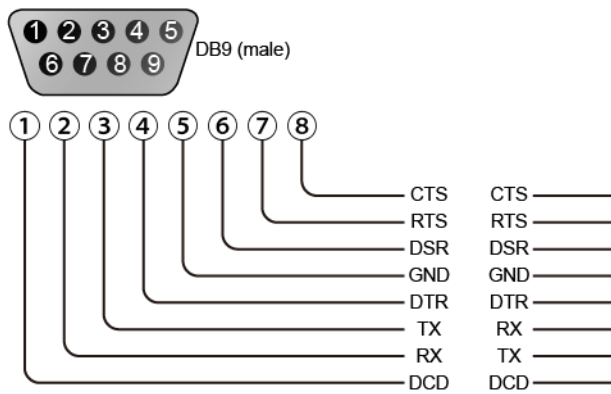 1 2 3 4 5
DB9 (male)
6 7 8 9
1 2 3 4 5 6 7 8
CTS CTS
RTS RTS
DSR DSR
GND GND
DTR DTR
TX RX
RX TX
DCD DCD